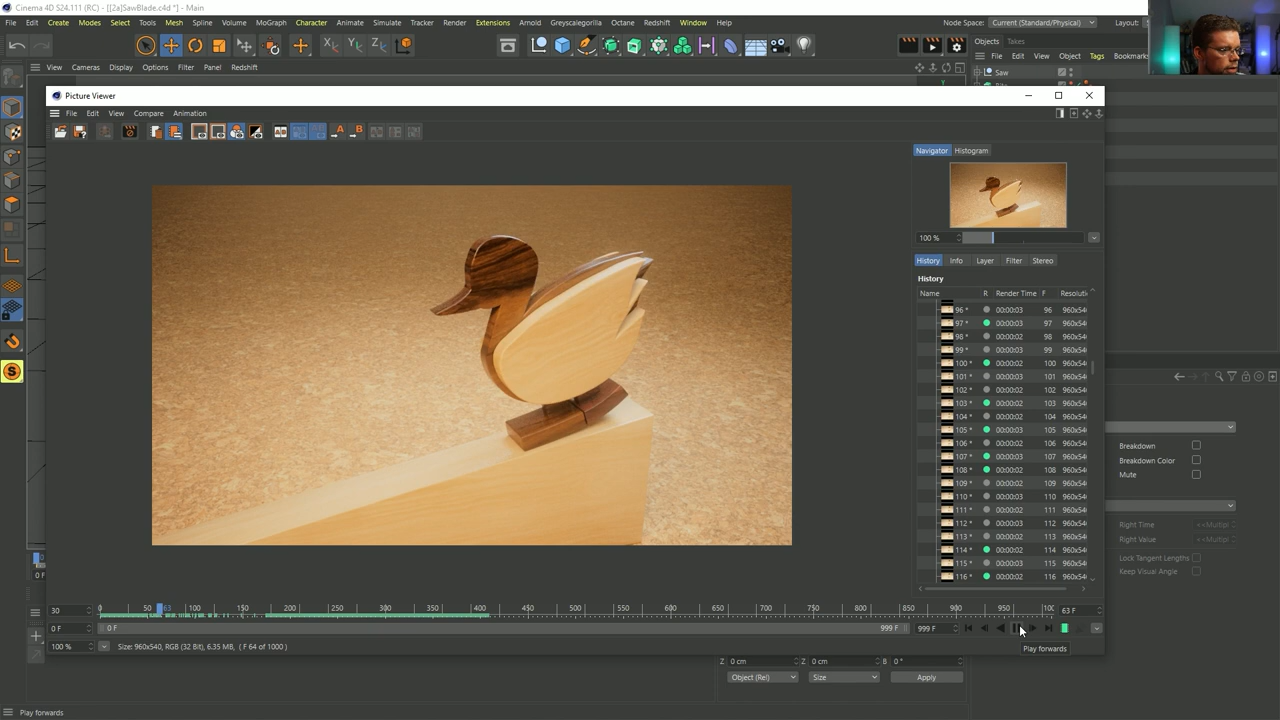 Cinema 4D S24.111 (RC) - [[2a]SawBlade.c4d *] - Main
File Edit Create Modes Select Tools Mesh Spline Volume MoGraph Character Animate Simulate Tracker Render Extensions Arnold Greyscalegorilla Octane Redshift Window Help Node Space: Current (Standard/Physical) Layout:
Objects Takes
View Cameras Display Options Filter Panel Redshift
File Edit View Object Tags Bookmarks
Saw
Picture Viewer
File Edit View Compare Animation
Navigator Histogram
100 %
History Info Layer Filter Stereo
History
Name R Render Time F Resoluti
96 * 00:00:03 96 960x54
97 * 00:00:03 97 960x54
98 * 00:00:02 98 960x54
99 * 00:00:03 99 960x54
100 * 00:00:02 100 960x54
101 * 00:00:03 101 960x54
102 * 00:00:02 102 960x54
103 * 00:00:02 103 960x54
104 * 00:00:02 104 960x54
105 * 00:00:03 105 960x54
106 * 00:00:02 106 960x54
107 * 00:00:03 107 960x54
108 * 00:00:02 108 960x54
109 * 00:00:02 109 960x54
110 * 00:00:03 110 960x54
111 * 00:00:02 111 960x54
112 * 00:00:03 112 960x54
113 * 00:00:02 113 960x54
114 * 00:00:02 114 960x54
115 * 00:00:03 115 960x54
116 * 00:00:02 116 960x54
Breakdown
Breakdown Color
Mute
Right Time <<Multipl
Right Value <<Multipl
Lock Tangent Lengths
Keep Visual Angle
0
0 F
30 0 50 63 100 150 200 250 300 350 400 450 500 550 600 650 700 750 800 850 900 950 100 63 F
0 F 0 F 999 F 999 F
100 % Size: 960x540, RGB (32 Bit), 6.35 MB, ( F 64 of 1000 )
Play forwards
Z 0 cm Z 0 cm B 0 °
Object (Rel) Size Apply
Play forwards